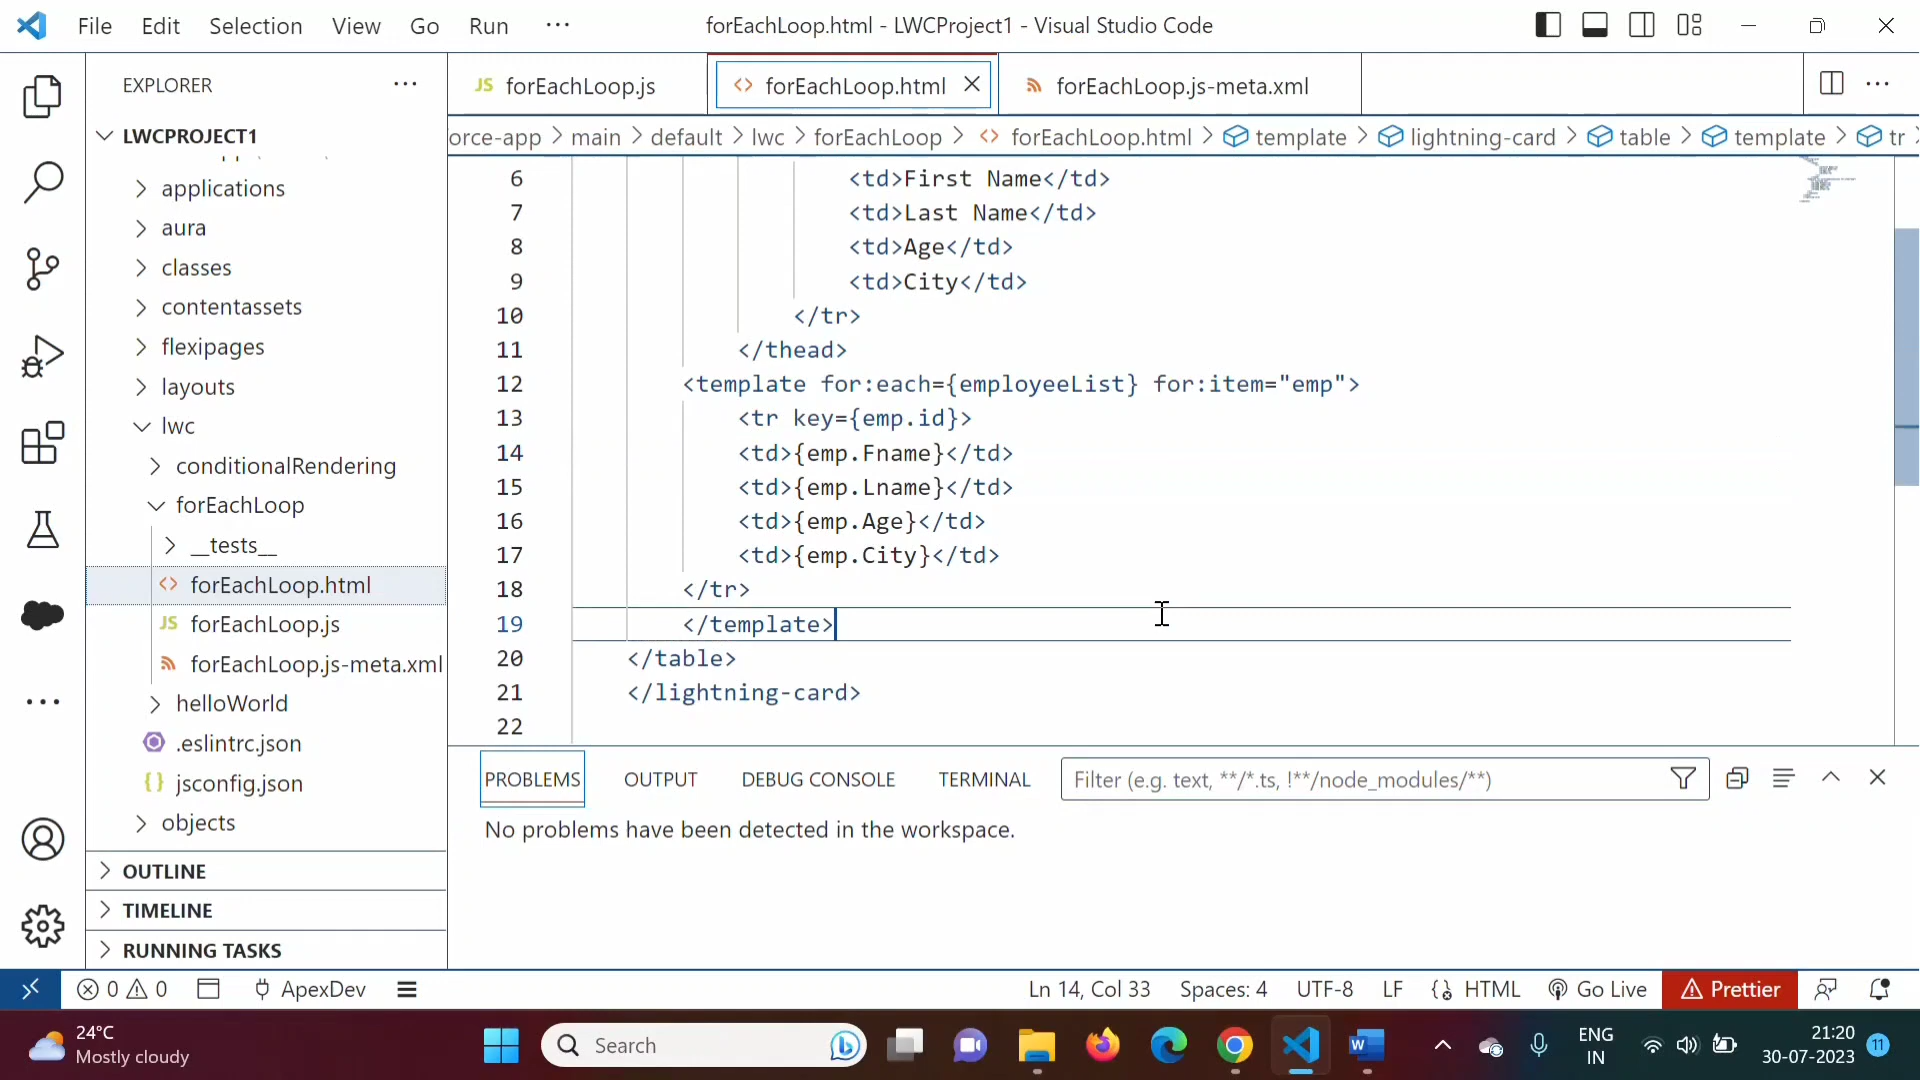 File Edit Selection View Go Run ···
forEachLoop.html - LWCProject1 - Visual Studio Code
EXPLORER
JS forEachLoop.js
<> forEachLoop.html
forEachLoop.js-meta.xml
LWCPROJECT1
orce-app > main > default > lwc > forEachLoop > <> forEachLoop.html > template > lightning-card > table > template > tr >
applications
aura
classes
contentassets
flexipages
layouts
lwc
conditionalRendering
forEachLoop
__tests__
<> forEachLoop.html
JS forEachLoop.js
forEachLoop.js-meta.xml
helloWorld
.eslintrc.json
{} jsconfig.json
objects
OUTLINE
TIMELINE
RUNNING TASKS
6 <td>First Name</td>
7 <td>Last Name</td>
8 <td>Age</td>
9 <td>City</td>
10 </tr>
11 </thead>
12 <template for:each={employeeList} for:item="emp">
13 <tr key={emp.id}>
14 <td>{emp.Fname}</td>
15 <td>{emp.Lname}</td>
16 <td>{emp.Age}</td>
17 <td>{emp.City}</td>
18 </tr>
19 </template>
20 </table>
21 </lightning-card>
22
PROBLEMS OUTPUT DEBUG CONSOLE TERMINAL
Filter (e.g. text, **/*.ts, !**/node_modules/**)
No problems have been detected in the workspace.
0 0 ApexDev
Ln 14, Col 33 Spaces: 4 UTF-8 LF HTML Go Live Prettier
24°C
Mostly cloudy
Search
ENG
IN
21:20
30-07-2023
11